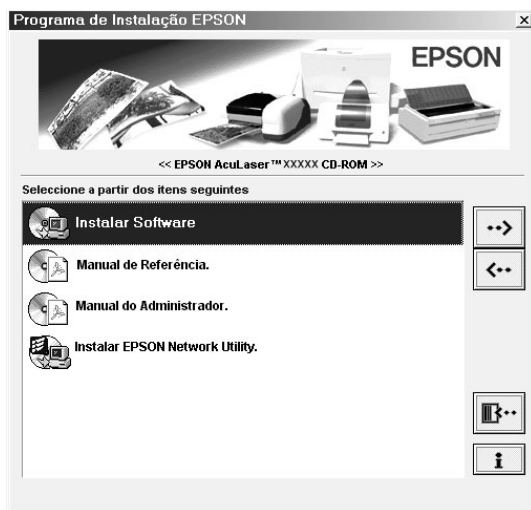 Programa de Instalação EPSON
EPSON
<< EPSON AcuLaser™ XXXXX CD-ROM >>
Seleccione a partir dos itens seguintes
Instalar Software
Manual de Referência.
Manual do Administrador.
Instalar EPSON Network Utility.